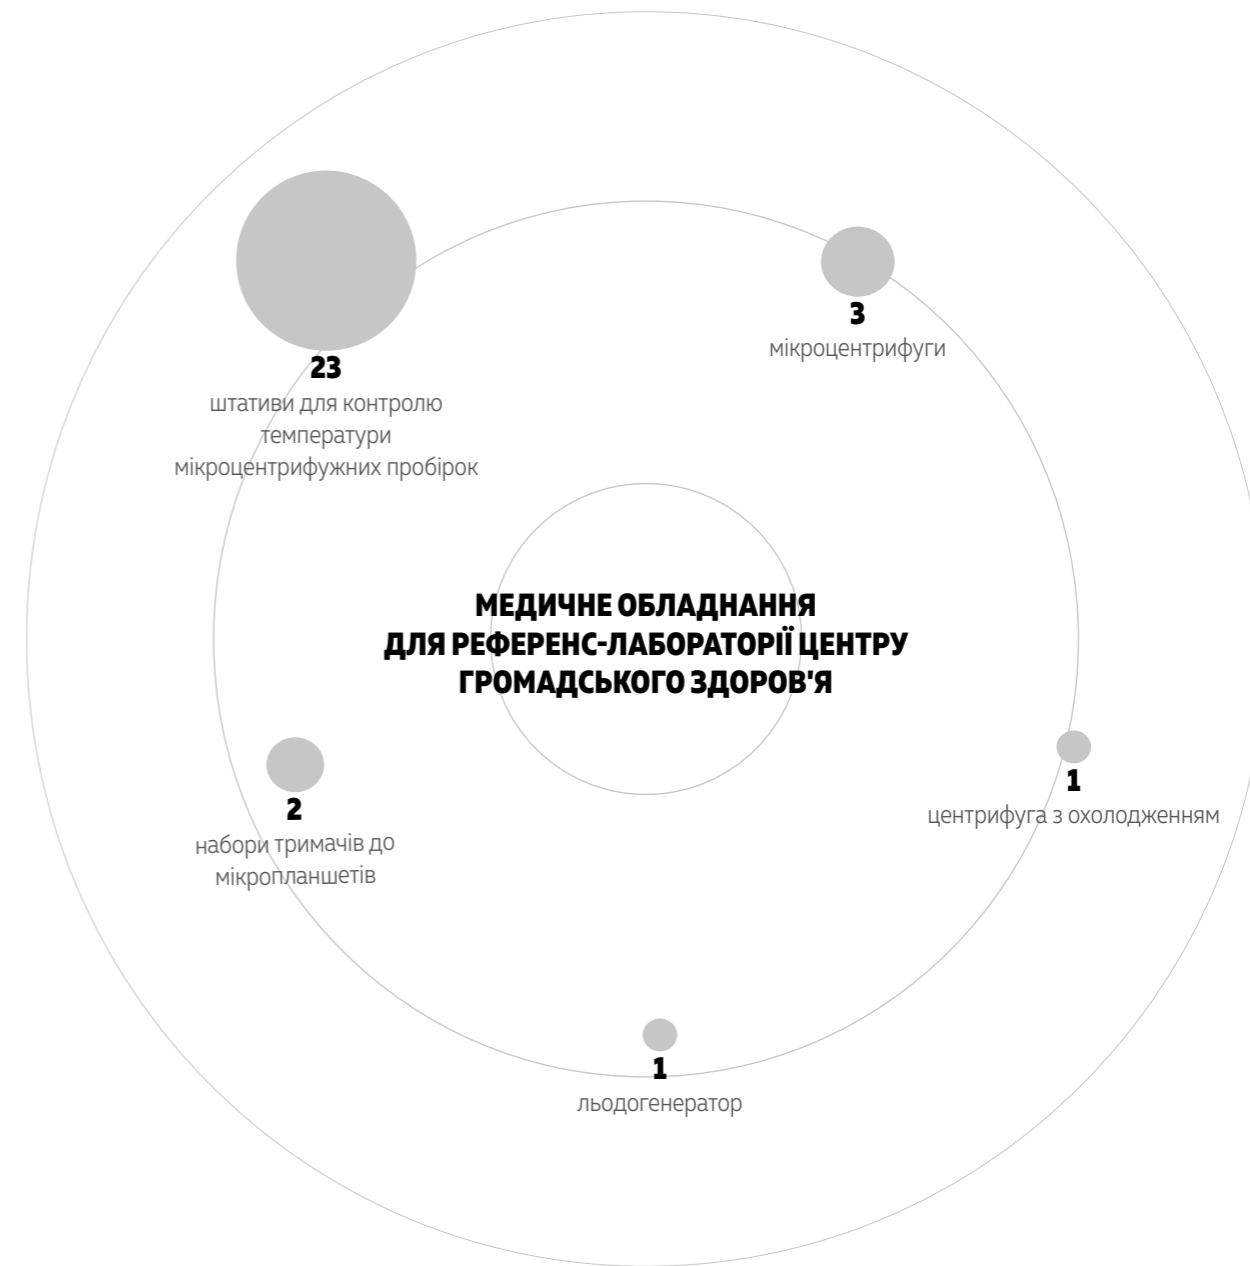 23
штативи для контролю
температури
мікроцентрифужних пробірок
3
мікроцентрифуги
МЕДИЧНЕ ОБЛАДНАННЯ
ДЛЯ РЕФЕРЕНС-ЛАБОРАТОРІЇ ЦЕНТРУ
ГРОМАДСЬКОГО ЗДОРОВ'Я
2
набори тримачів до
мікропланшетів
1
центрифуга з охолодженням
1
льодогенератор